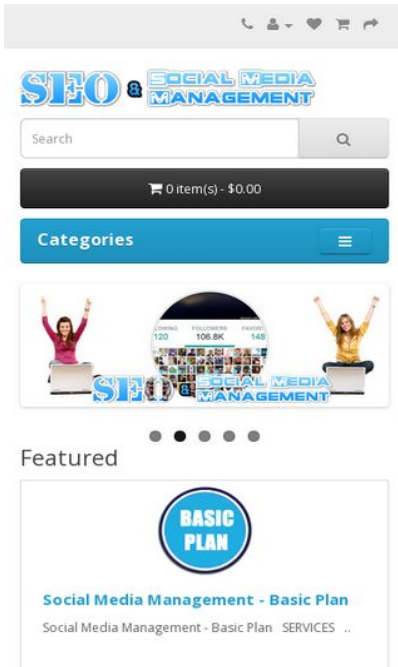 SEO & SOCIAL MEDIA
MANAGEMENT
Search
0 item(s) - $0.00
Categories
FOLLOWERS
120 106.8K 148
SEO & SOCIAL MEDIA
MANAGEMENT
Featured
BASIC
PLAN
Social Media Management - Basic Plan
Social Media Management - Basic Plan SERVICES ..